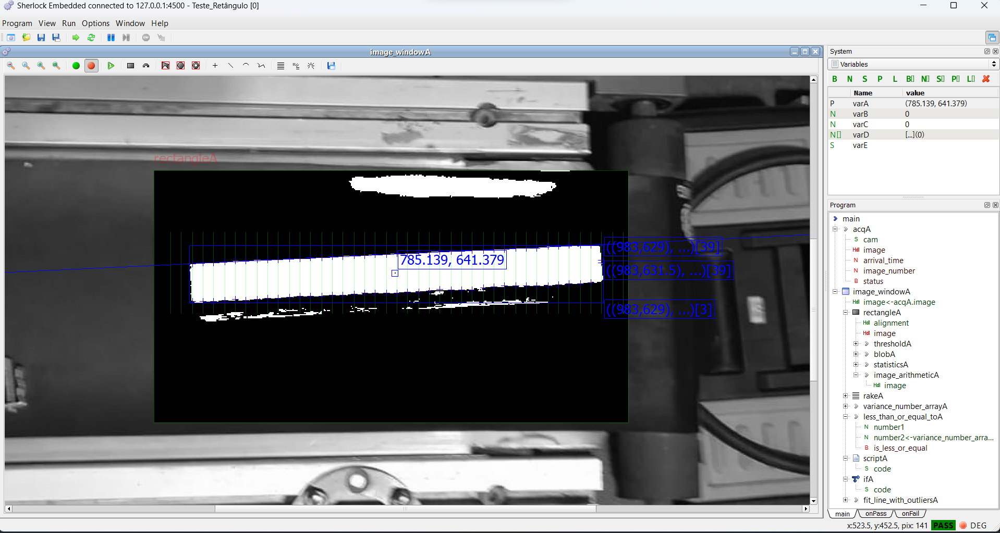 Sherlock Embedded connected to 127.0.0.1:4500 - Teste_Retângulo [0]
Program View Run Options Window Help
image_windowA
rectangleA
785.139, 641.379
((983,629), ...)[39]
((983,631.5), ...)[39]
((983,629), ...)[3]
System
Variables
B N S P L B[] N[] S[] P[] L[]
Name value
P varA (785.139, 641.379)
N varB 0
N varC 0
N[] varD [...](0)
S varE
Program
main
acqA
S cam
Hdl image
N arrival_time
N image_number
B status
image_windowA
Hdl image<-acqA.image
rectangleA
Hdl alignment
Hdl image
thresholdA
blobA
statisticsA
image_arithmeticA
Hdl image
rakeA
variance_number_arrayA
less_than_or_equal_toA
N number1
N number2<-variance_number_arra...
B is_less_or_equal
scriptA
S code
ifA
S code
fit_line_with_outliersA
main onPass onFail
x:523.5, y:452.5, pix: 141 PASS DEG